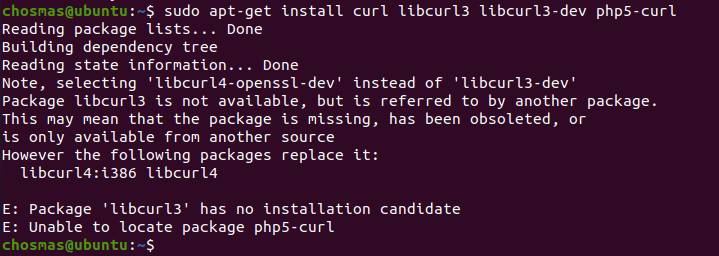 chosmas@ubuntu:~$ sudo apt-get install curl libcurl3 libcurl3-dev php5-curl
Reading package lists... Done
Building dependency tree
Reading state information... Done
Note, selecting 'libcurl4-openssl-dev' instead of 'libcurl3-dev'
Package libcurl3 is not available, but is referred to by another package.
This may mean that the package is missing, has been obsoleted, or
is only available from another source
However the following packages replace it:
  libcurl4:i386 libcurl4

E: Package 'libcurl3' has no installation candidate
E: Unable to locate package php5-curl
chosmas@ubuntu:~$